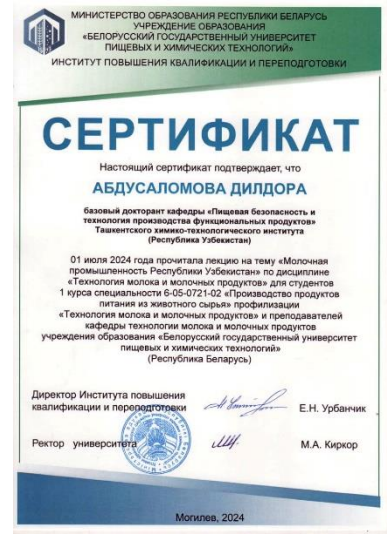 МИНИСТЕРСТВО ОБРАЗОВАНИЯ РЕСПУБЛИКИ БЕЛАРУСЬ
УЧРЕЖДЕНИЕ ОБРАЗОВАНИЯ
«БЕЛОРУССКИЙ ГОСУДАРСТВЕННЫЙ УНИВЕРСИТЕТ
ПИЩЕВЫХ И ХИМИЧЕСКИХ ТЕХНОЛОГИЙ»
ИНСТИТУТ ПОВЫШЕНИЯ КВАЛИФИКАЦИИ И ПЕРЕПОДГОТОВКИ
СЕРТИФИКАТ
Настоящий сертификат подтверждает, что
АБДУСАЛОМОВА ДИЛДОРА
базовый докторант кафедры «Пищевая безопасность и
технология производства функциональных продуктов»
Ташкентского химико-технологического института
(Республика Узбекистан)
01 июля 2024 года прочитала лекцию на тему «Молочная
промышленность Республики Узбекистан» по дисциплине
«Технология молока и молочных продуктов» для студентов
1 курса специальности 6-05-0721-02 «Производство продуктов
питания из животного сырья» профилизации
«Технология молока и молочных продуктов» и преподавателей
кафедры технологии молока и молочных продуктов
учреждения образования «Белорусский государственный университет
пищевых и химических технологий»
(Республика Беларусь)
Директор Института повышения
квалификации и переподготовки Е.Н. Урбанчик
Ректор университета М.А. Киркор
Могилев, 2024